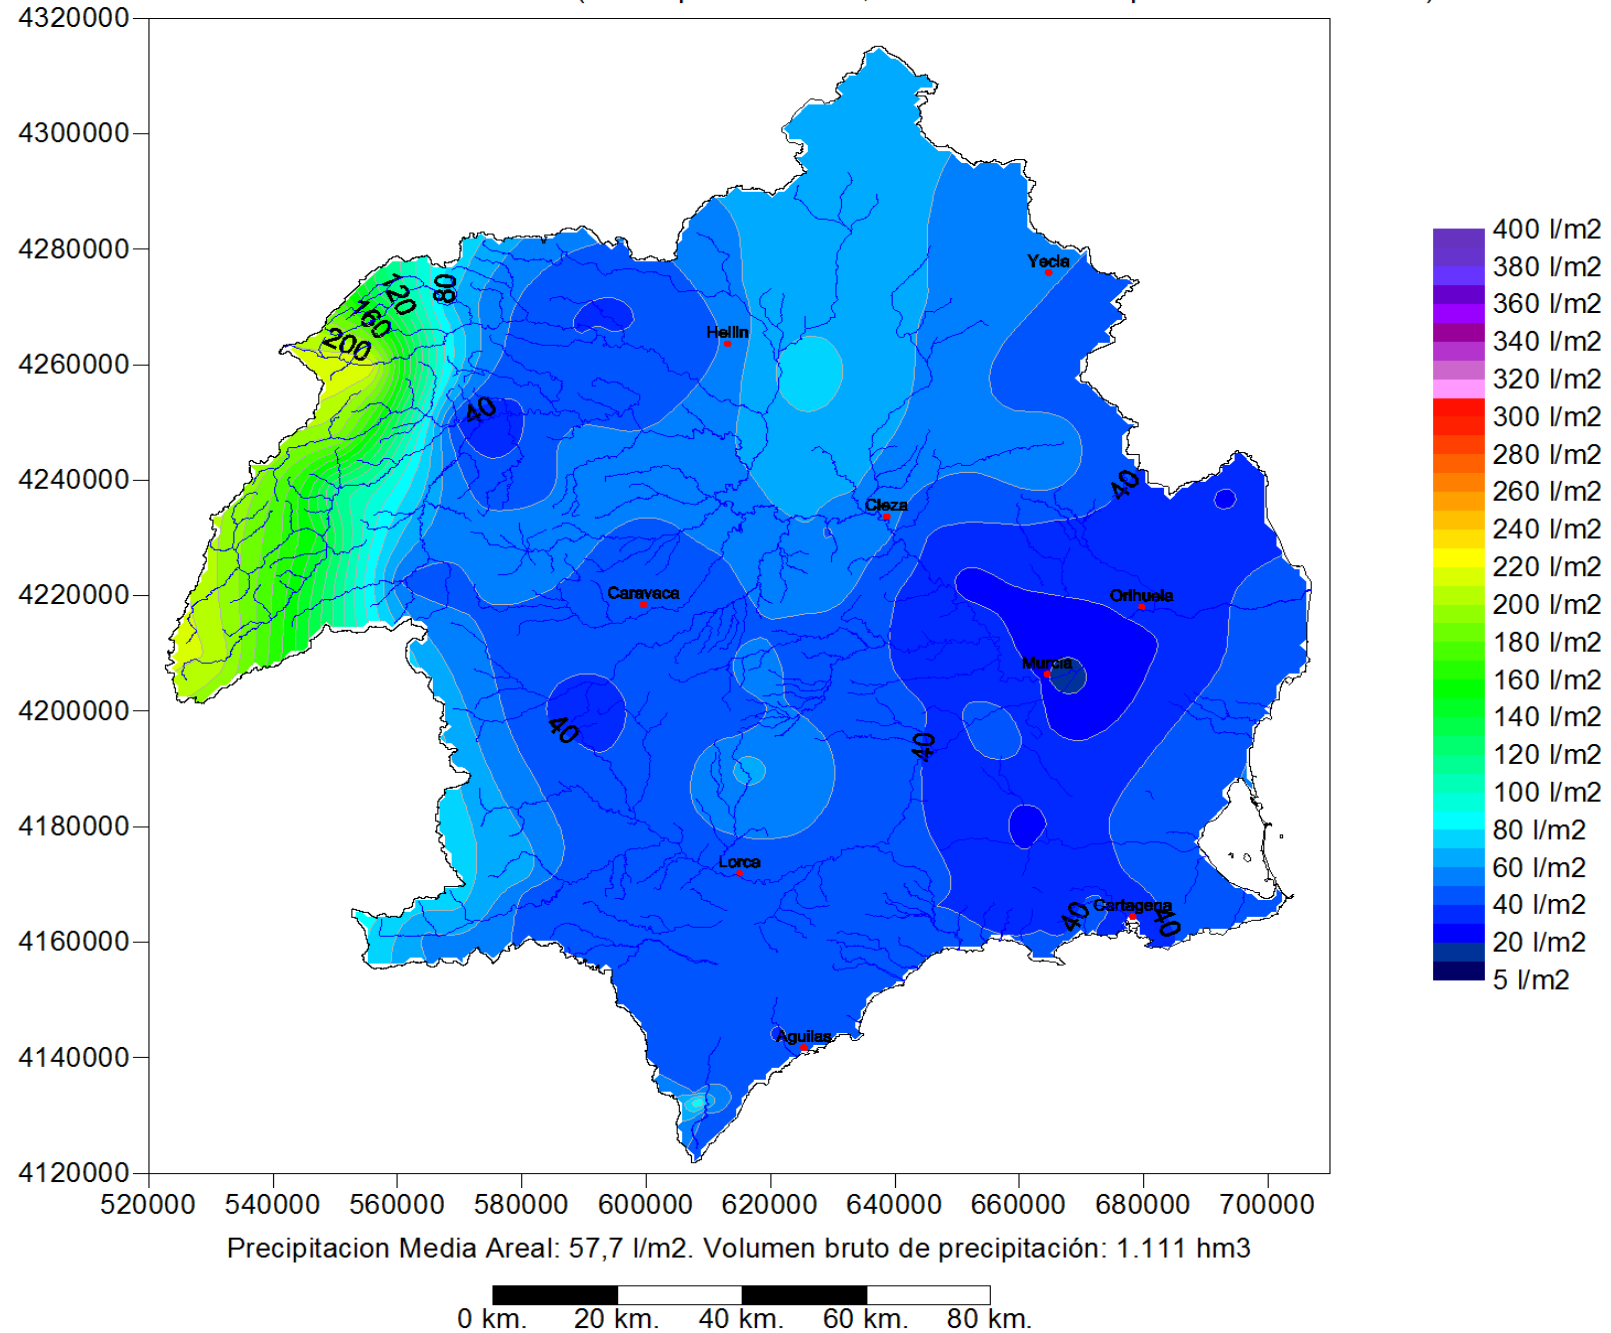 4320000
4300000
4280000
4260000
4240000
4220000
4200000
4180000
4160000
4140000
4120000
520000 540000 560000 580000 600000 620000 640000 660000 680000 700000
Yecla
80
120
160
200
Hellin
40
Cieza
40
Caravaca
Orihuela
Murcia
40
40
Lorca
Cartagena
40
40
Aguilas
400 l/m2
380 l/m2
360 l/m2
340 l/m2
320 l/m2
300 l/m2
280 l/m2
260 l/m2
240 l/m2
220 l/m2
200 l/m2
180 l/m2
160 l/m2
140 l/m2
120 l/m2
100 l/m2
80 l/m2
60 l/m2
40 l/m2
20 l/m2
5 l/m2
Precipitacion Media Areal: 57,7 l/m2. Volumen bruto de precipitación: 1.111 hm3
0 km. 20 km. 40 km. 60 km. 80 km.